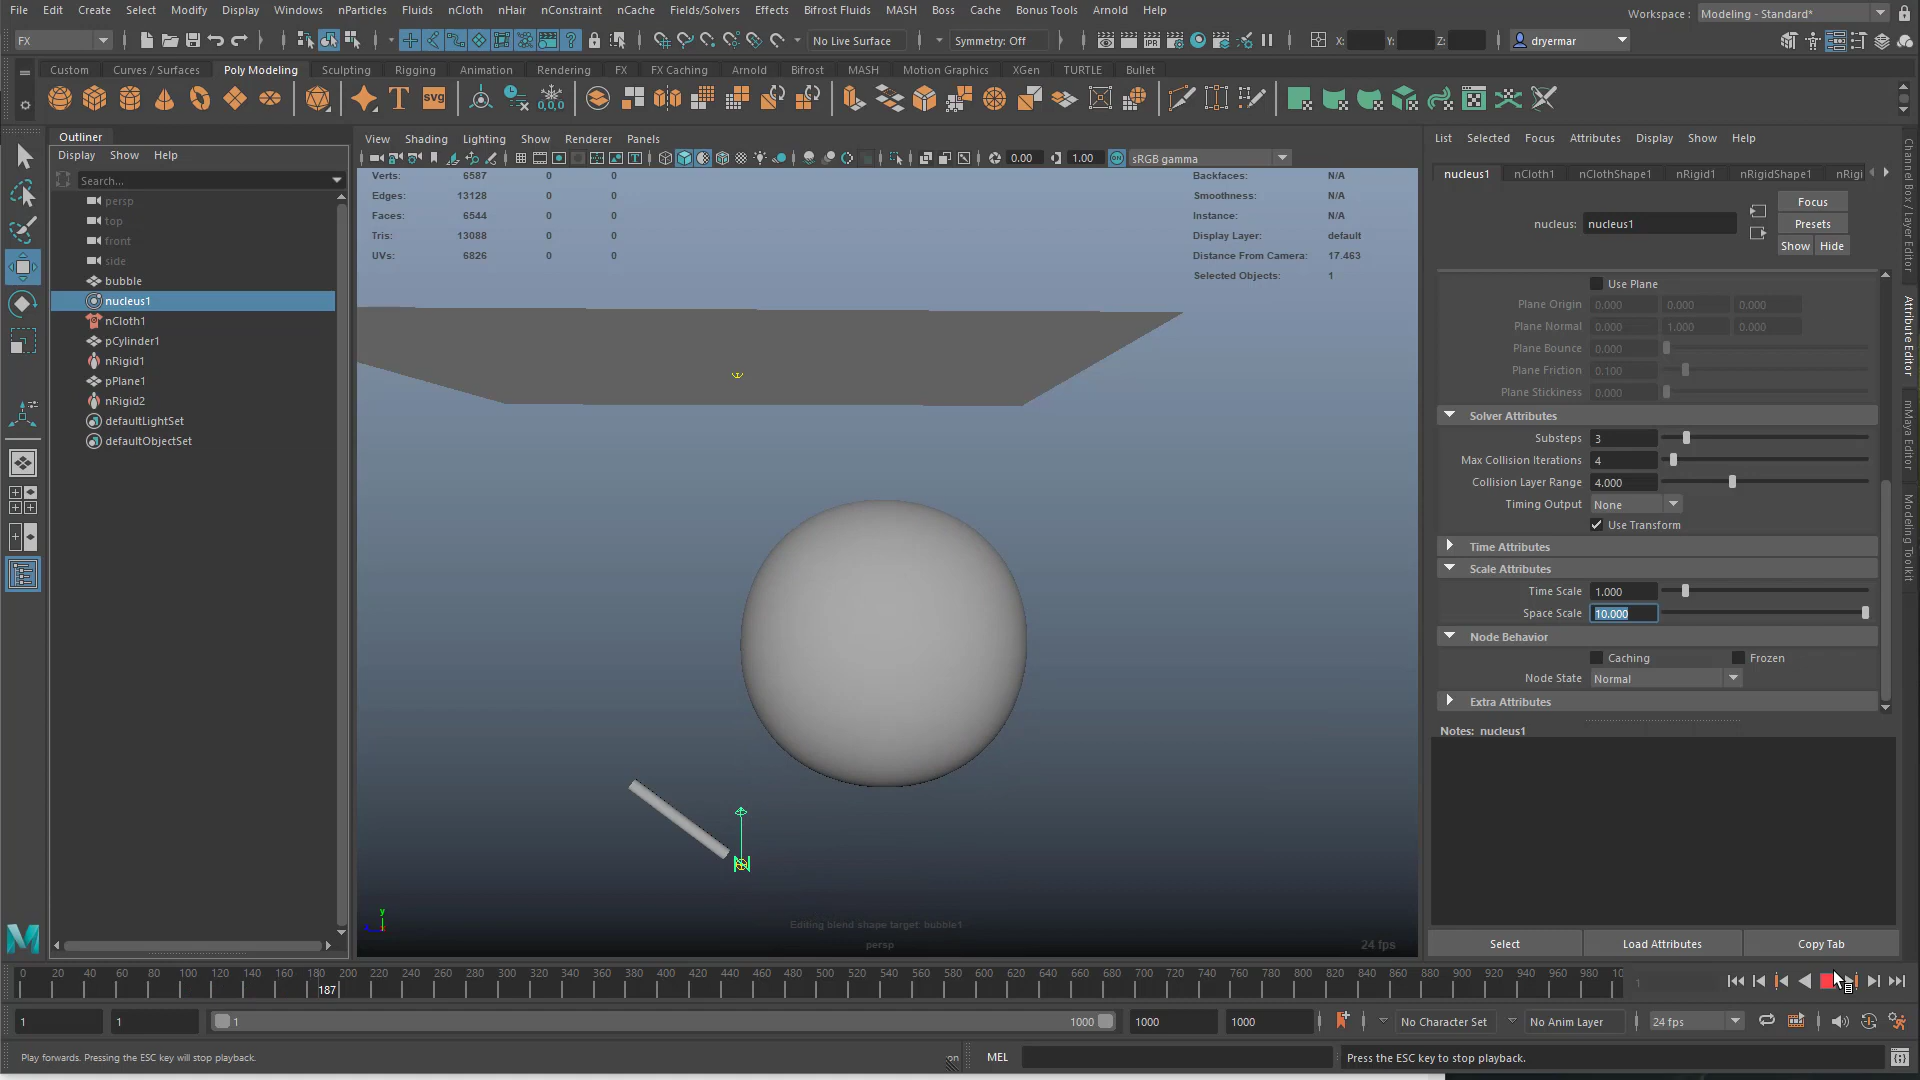 File Edit Create Select Modify Display Windows nParticles Fluids nCloth nHair nConstraint nCache Fields/Solvers Effects Bifrost Fluids MASH Boss Cache Bonus Tools Arnold Help
Workspace : Modeling - Standard*
FX No Live Surface Symmetry: Off X: Y: Z: dryermar
Custom Curves / Surfaces Poly Modeling Sculpting Rigging Animation Rendering FX FX Caching Arnold Bifrost MASH Motion Graphics XGen TURTLE Bullet
T SVG 0,0,0
Outliner
Display Show Help
Search...
persp
top
front
side
bubble
nucleus1
nCloth1
pCylinder1
nRigid1
pPlane1
nRigid2
defaultLightSet
defaultObjectSet
View Shading Lighting Show Renderer Panels
0.00 1.00 ON sRGB gamma
Verts: 6587 0 0
Edges: 13128 0 0
Faces: 6544 0 0
Tris: 13088 0 0
UVs: 6826 0 0
Backfaces: N/A
Smoothness: N/A
Instance: N/A
Display Layer: default
Distance From Camera: 17.463
Selected Objects: 1
N
y
Editing blend shape target bubble1
persp
24 fps
List Selected Focus Attributes Display Show Help
nucleus1 nCloth1 nClothShape1 nRigid1 nRigidShape1 nRigi
nucleus: nucleus1
Focus
Presets
Show Hide
Use Plane
Plane Origin 0.000 0.000 0.000
Plane Normal 0.000 1.000 0.000
Plane Bounce 0.000
Plane Friction 0.100
Plane Stickiness 0.000
Solver Attributes
Substeps 3
Max Collision Iterations 4
Collision Layer Range 4.000
Timing Output None
Use Transform
Time Attributes
Scale Attributes
Time Scale 1.000
Space Scale 10.000
Node Behavior
Caching Frozen
Node State Normal
Extra Attributes
Notes: nucleus1
Select Load Attributes Copy Tab
Channel Box / Layer Editor
Attribute Editor
mMaya Editor
Modeling Toolkit
0 20 40 60 80 100 120 140 160 180 200 220 240 260 280 300 320 340 360 380 400 420 440 460 480 500 520 540 560 580 600 620 640 660 680 700 720 740 760 780 800 820 840 860 880 900 920 940 960 980 10
187
1
1 1 1 1000 1000 1000 No Character Set No Anim Layer 24 fps
Play forwards. Pressing the ESC key will stop playback. MEL Press the ESC key to stop playback.